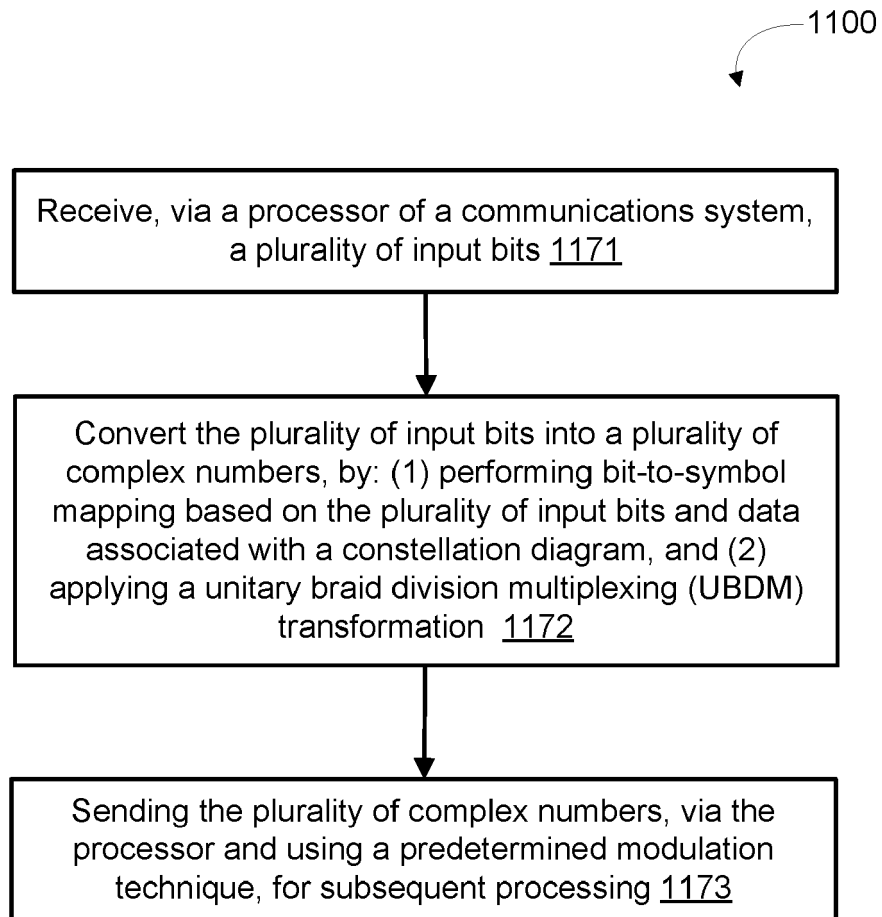 1100
Receive, via a processor of a communications system,
a plurality of input bits 1171
Convert the plurality of input bits into a plurality of
complex numbers, by: (1) performing bit-to-symbol
mapping based on the plurality of input bits and data
associated with a constellation diagram, and (2)
applying a unitary braid division multiplexing (UBDM)
transformation 1172
Sending the plurality of complex numbers, via the
processor and using a predetermined modulation
technique, for subsequent processing 1173